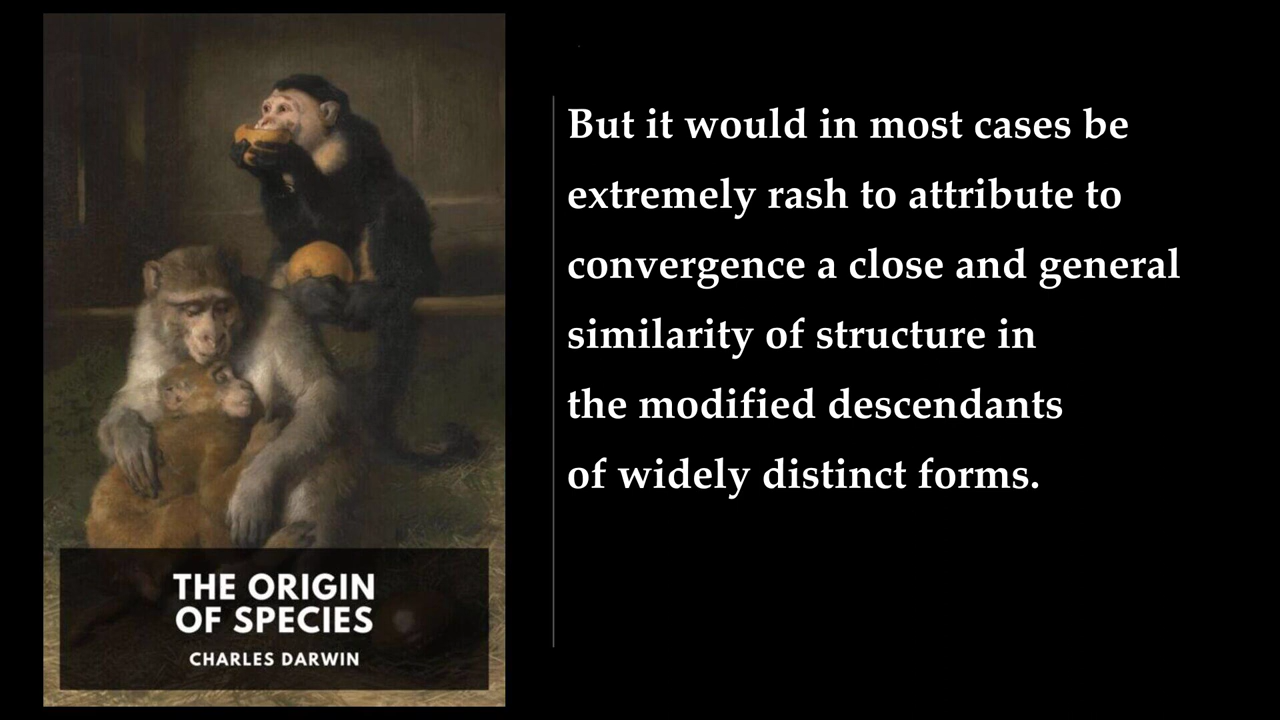 But it would in most cases be
extremely rash to attribute to
convergence a close and general
similarity of structure in
the modified descendants
of widely distinct forms.
THE ORIGIN
OF SPECIES
CHARLES DARWIN